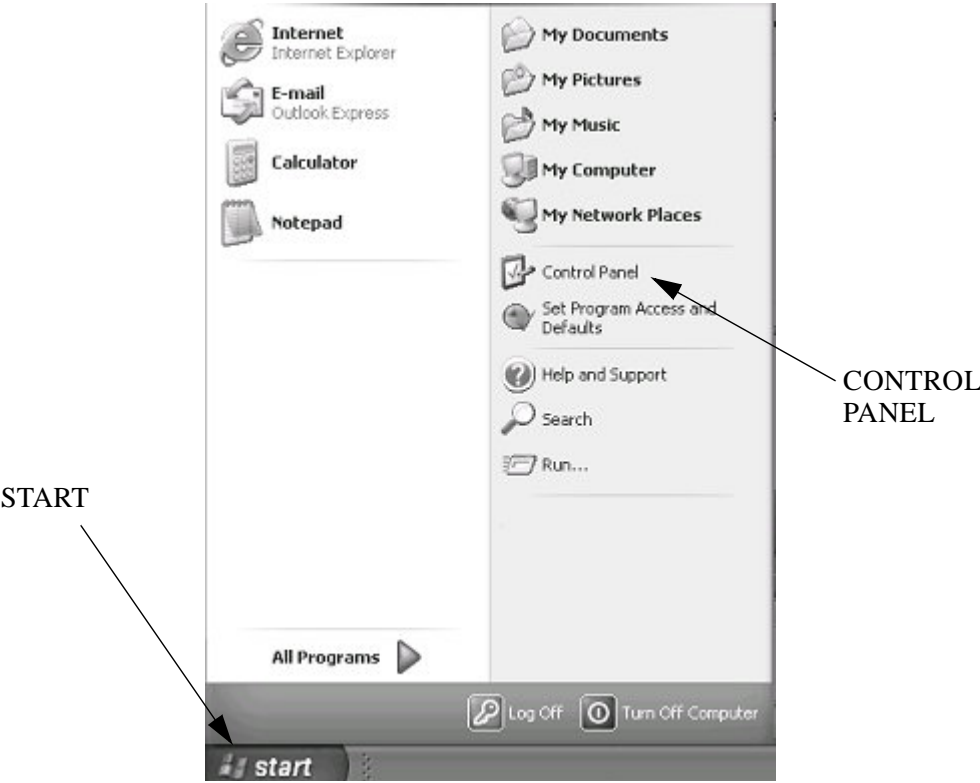 Internet
Internet Explorer
E-mail
Outlook Express
Calculator
Notepad
All Programs
My Documents
My Pictures
My Music
My Computer
My Network Places
Control Panel
Set Program Access and
Defaults
Help and Support
Search
Run...
Log Off
Turn Off Computer
start
START
CONTROL
PANEL